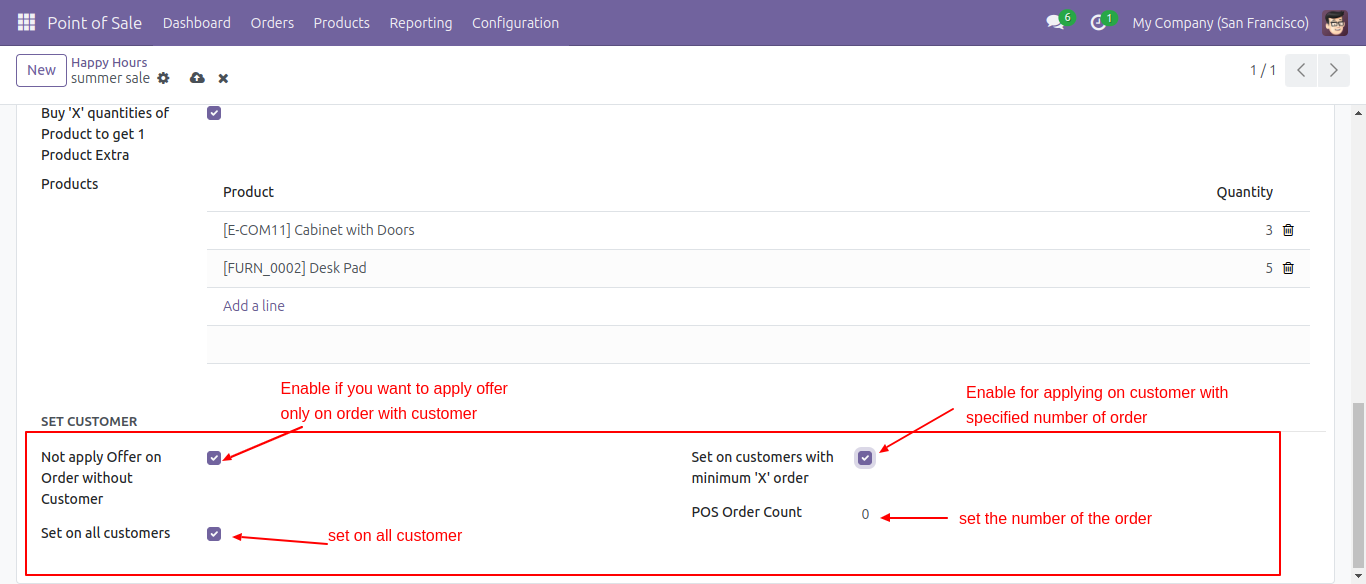 Point of Sale Dashboard Orders Products Reporting Configuration 6 1 My Company (San Francisco)
New Happy Hours
summer sale 1 / 1
Buy 'X' quantities of
Product to get 1
Product Extra
Products
Product Quantity
[E-COM11] Cabinet with Doors 3
[FURN_0002] Desk Pad 5
Add a line
Enable if you want to apply offer
only on order with customer
Enable for applying on customer with
specified number of order
SET CUSTOMER
Not apply Offer on
Order without
Customer
Set on customers with
minimum 'X' order
POS Order Count 0 set the number of the order
Set on all customers set on all customer